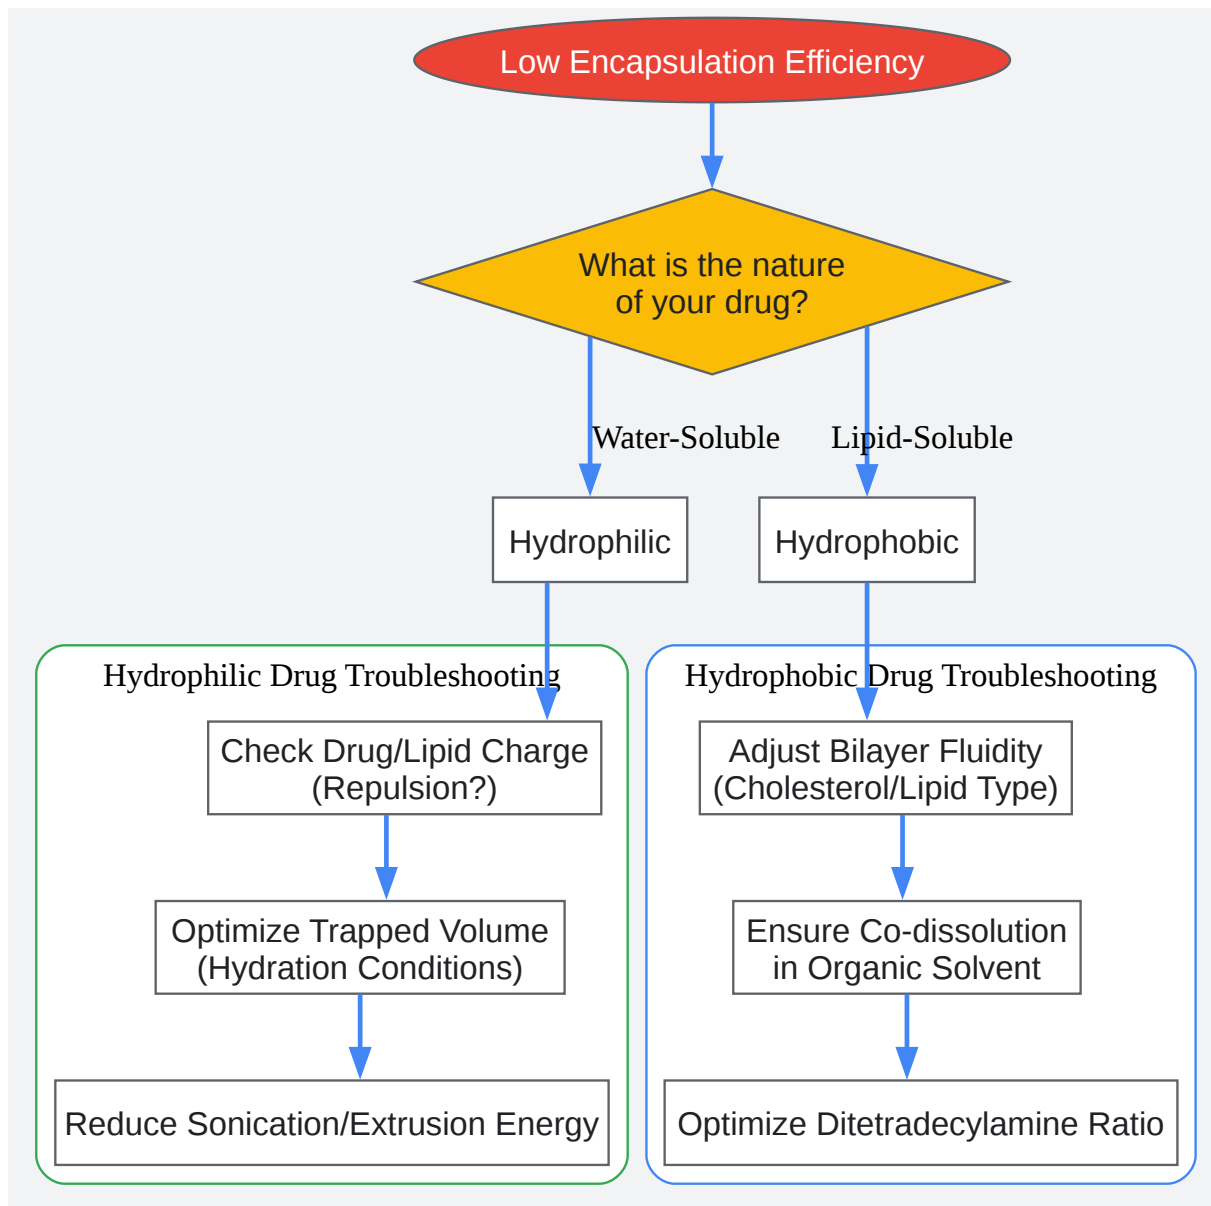 Low Encapsulation Efficiency
What is the nature
of your drug?
Water-Soluble
Lipid-Soluble
Hydrophilic
Hydrophobic
Hydrophilic Drug Troubleshooting
Check Drug/Lipid Charge
(Repulsion?)
Optimize Trapped Volume
(Hydration Conditions)
Reduce Sonication/Extrusion Energy
Hydrophobic Drug Troubleshooting
Adjust Bilayer Fluidity
(Cholesterol/Lipid Type)
Ensure Co-dissolution
in Organic Solvent
Optimize Ditetradecylamine Ratio